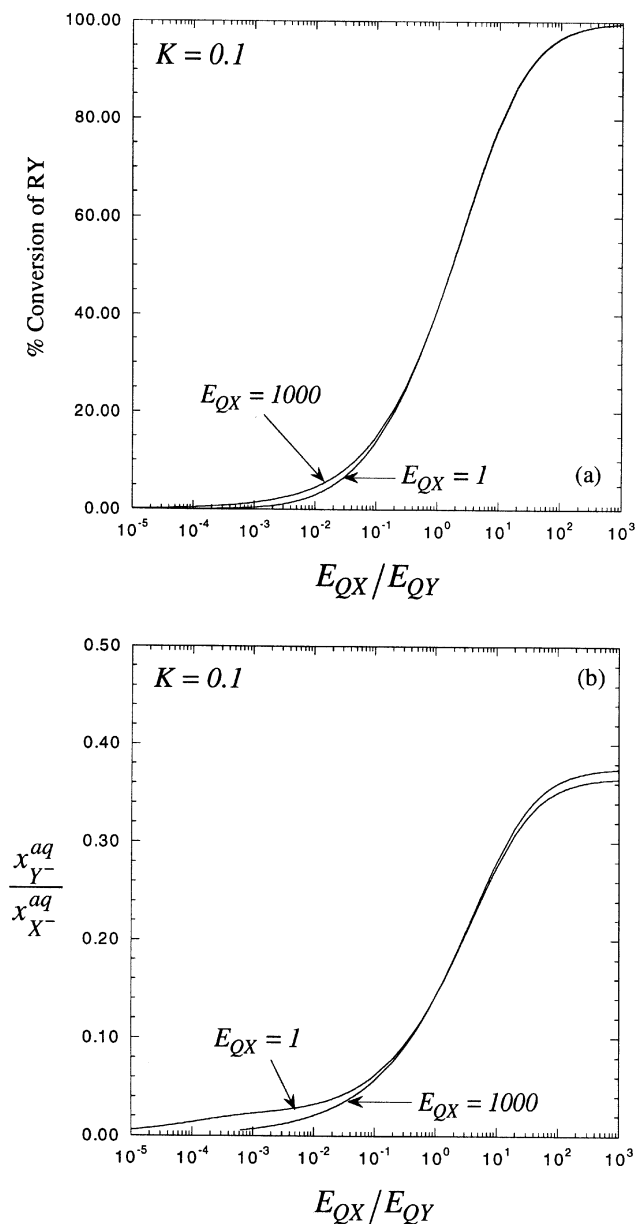 100.00
K = 0.1
80.00
60.00
40.00
20.00
0.00
% Conversion of RY
E_QX = 1000
E_QX = 1
(a)
10^-5 10^-4 10^-3 10^-2 10^-1 10^0 10^1 10^2 10^3
E_QX/E_QY
0.50
K = 0.1
(b)
0.40
0.30
0.20
0.10
0.00
x_Y-^aq
x_X-^aq
E_QX = 1
E_QX = 1000
10^-5 10^-4 10^-3 10^-2 10^-1 10^0 10^1 10^2 10^3
E_QX/E_QY